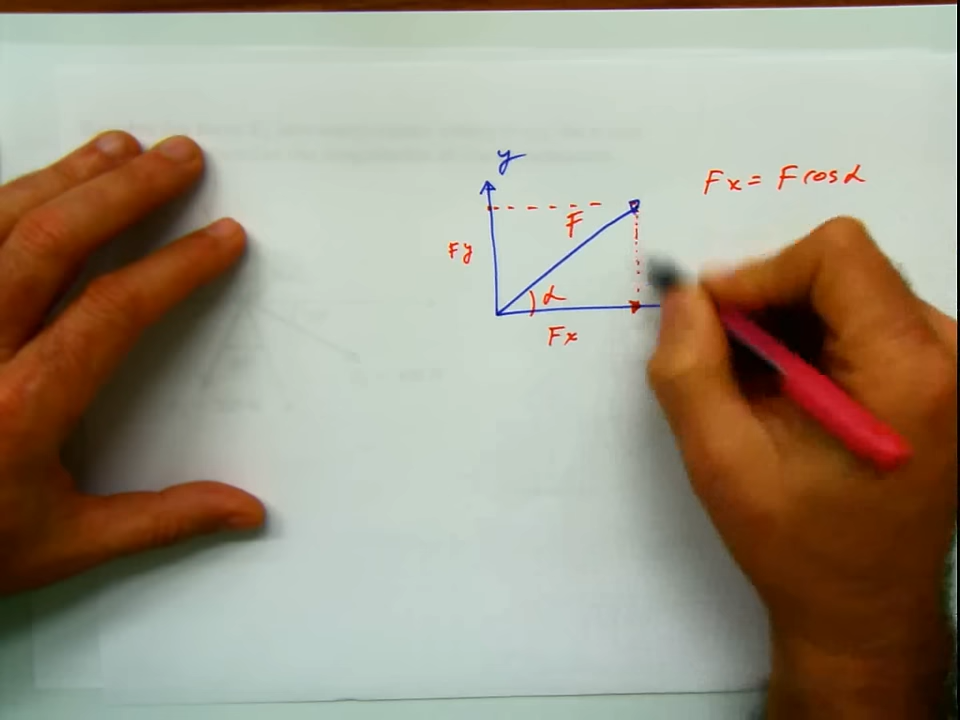 y
Fx = F cos α
F
Fy
α
Fx